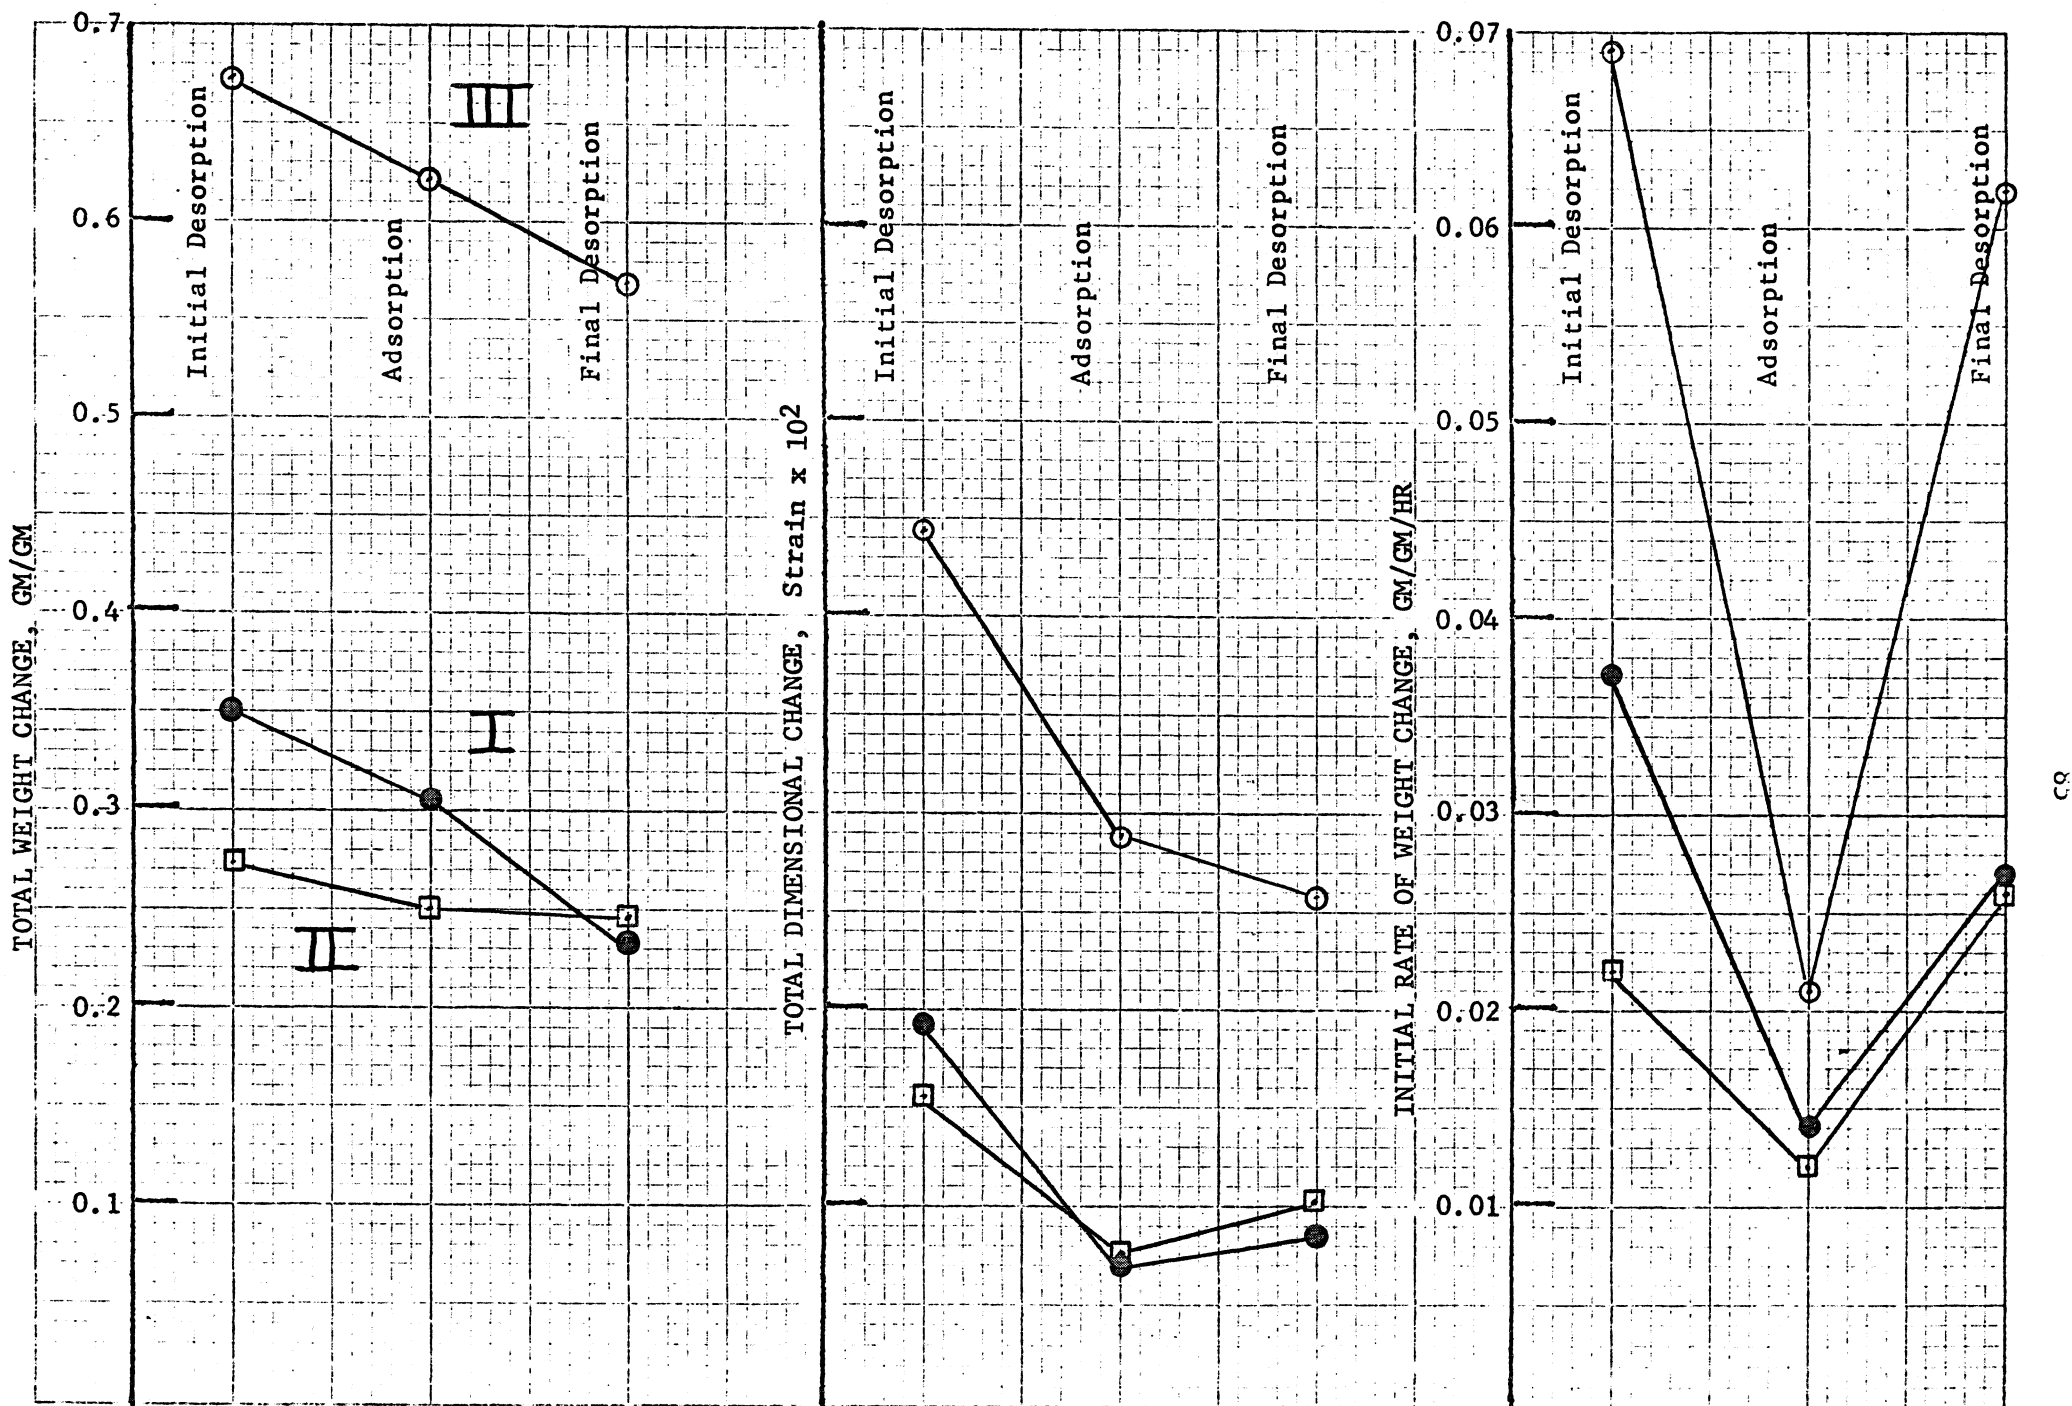 TOTAL WEIGHT CHANGE, GM/GM
0.7
0.6
0.5
0.4
0.3
0.2
0.1
Initial Desorption
Adsorption
Final Desorption
III
I
II
TOTAL DIMENSIONAL CHANGE, Strain x 10²
Initial Desorption
Adsorption
Final Desorption
INITIAL RATE OF WEIGHT CHANGE, GM/GM/HR
0.07
0.06
0.05
0.04
0.03
0.02
0.01
Initial Desorption
Adsorption
Final Desorption